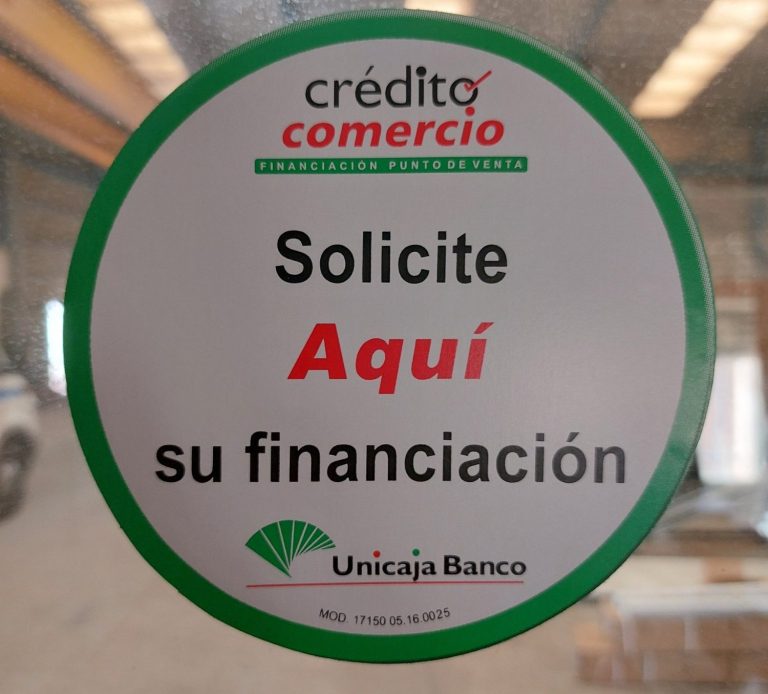 crédito
comercio
FINANCIACIÓN PUNTO DE VENTA
Solicite
Aquí
su financiación
Unicaja Banco
MOD. 17150 05.16.0025